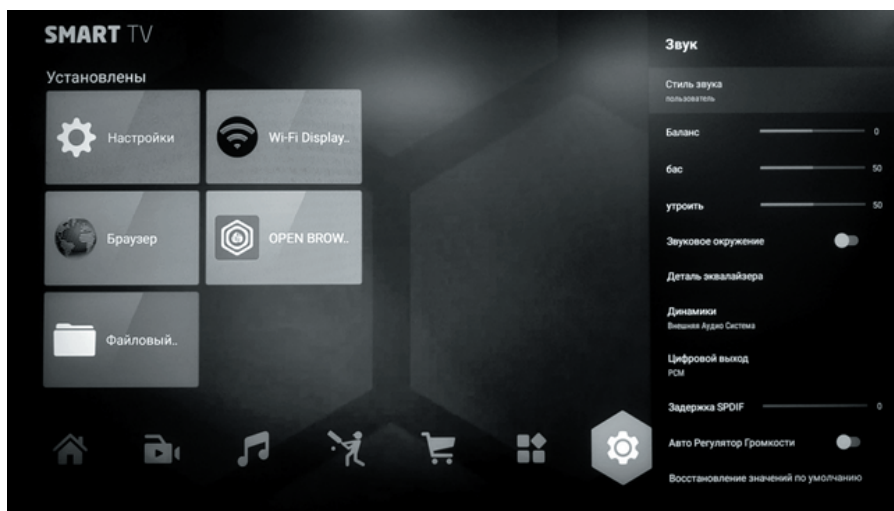 SMART TV
Установлены
Настройки
Wi-Fi Display..
Браузер
OPEN BROW..
Файловый..
Звук
Стиль звука
пользователь
Баланс 0
бас 50
утроить 50
Звуковое окружение
Деталь эквалайзера
Динамики
Внешняя Аудио Система
Цифровой выход
PCM
Задержка SPDIF 0
Авто Регулятор Громкости
Восстановление значений по умолчанию